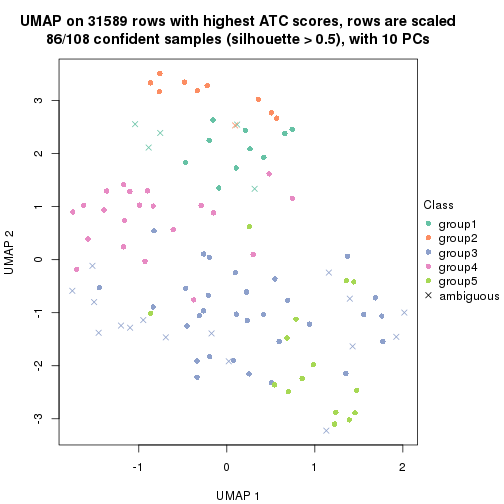 UMAP on 31589 rows with highest ATC scores, rows are scaled
86/108 confident samples (silhouette > 0.5), with 10 PCs
3
2
1
0
-1
-2
-3
UMAP 2
-1
0
1
2
UMAP 1
Class
group1
group2
group3
group4
group5
ambiguous